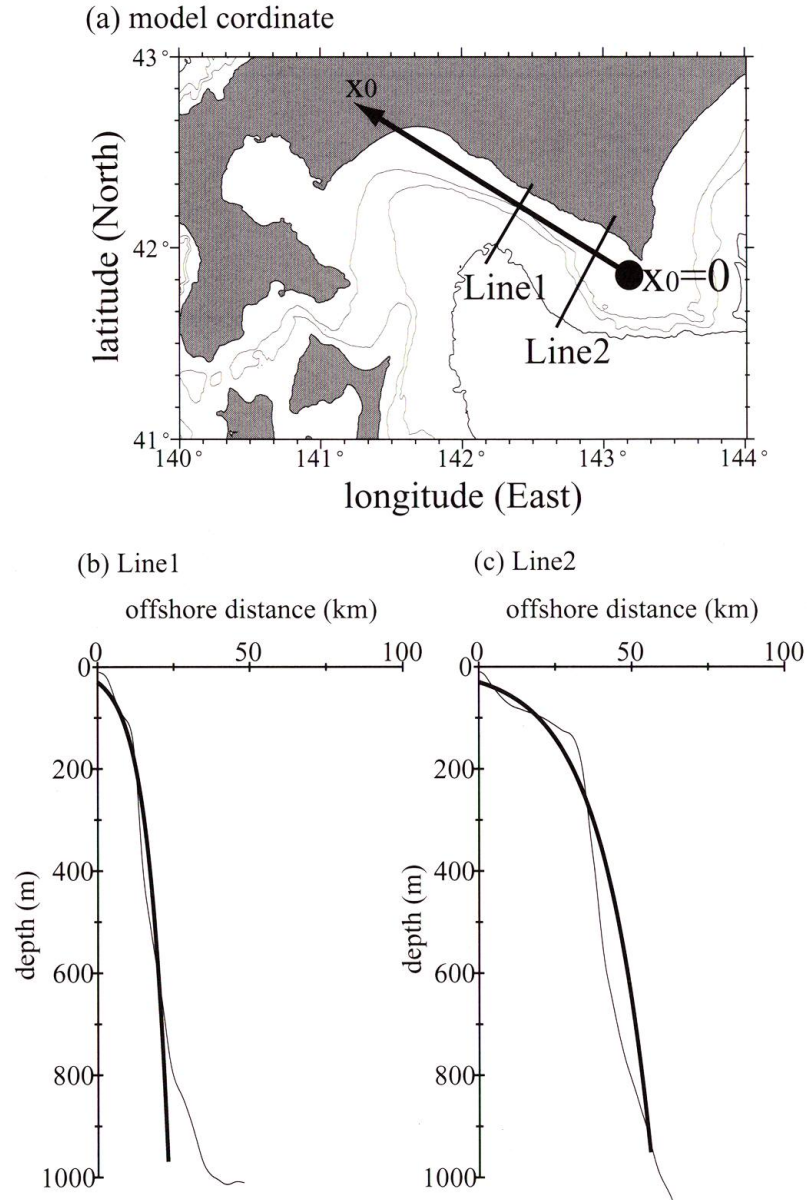 (a) model cordinate
43°
x0
latitude (North)
42°
x0=0
Line1
Line2
41°
140° 141° 142° 143° 144°
longitude (East)
(b) Line1
offshore distance (km)
0 50 100
0
200
400
depth (m)
600
800
1000
(c) Line2
offshore distance (km)
0 50 100
0
200
400
depth (m)
600
800
1000